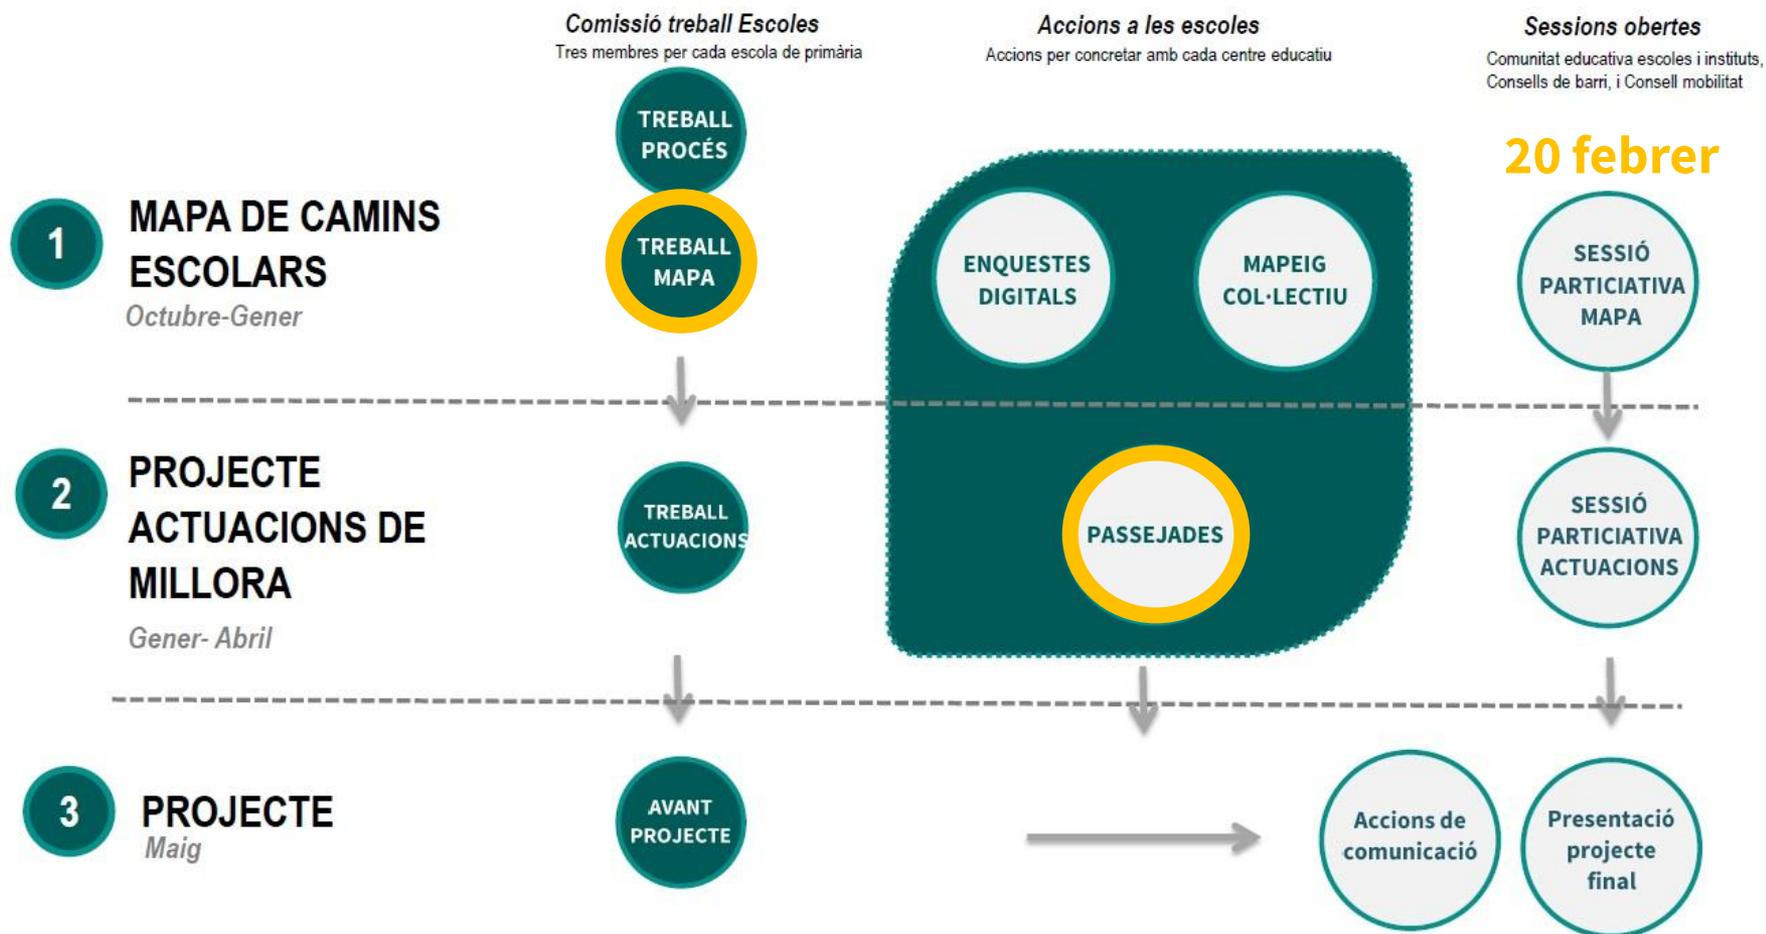 Comissió treball Escoles
Tres membres per cada escola de primària
Accions a les escoles
Accions per concretar amb cada centre educatiu
Sessions obertes
Comunitat educativa escoles i instituts,
Consells de barri, i Consell mobilitat
20 febrer
1
MAPA DE CAMINS
ESCOLARS
Octubre-Gener
TREBALL
PROCÉS
TREBALL
MAPA
ENQUESTES
DIGITALS
MAPEIG
COL·LECTIU
SESSIÓ
PARTICIATIVA
MAPA
2
PROJECTE
ACTUACIONS DE
MILLORA
Gener- Abril
TREBALL
ACTUACIONS
PASSEJADES
SESSIÓ
PARTICIATIVA
ACTUACIONS
3
PROJECTE
Maig
AVANT
PROJECTE
Accions de
comunicació
Presentació
projecte
final